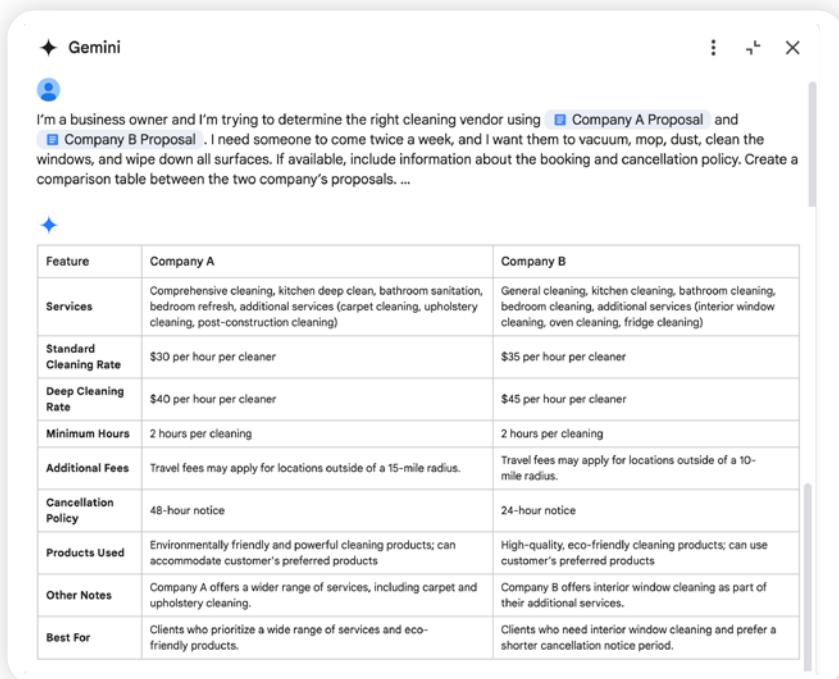 Gemini
I'm a business owner and I'm trying to determine the right cleaning vendor using Company A Proposal and
Company B Proposal . I need someone to come twice a week, and I want them to vacuum, mop, dust, clean the
windows, and wipe down all surfaces. If available, include information about the booking and cancellation policy. Create a
comparison table between the two company's proposals. ...
Feature Company A Company B
Services
Comprehensive cleaning, kitchen deep clean, bathroom sanitation,
bedroom refresh, additional services (carpet cleaning, upholstery
cleaning, post-construction cleaning)
General cleaning, kitchen cleaning, bathroom cleaning,
bedroom cleaning, additional services (interior window
cleaning, oven cleaning, fridge cleaning)
Standard
Cleaning Rate
$30 per hour per cleaner
$35 per hour per cleaner
Deep Cleaning
Rate
$40 per hour per cleaner
$45 per hour per cleaner
Minimum Hours
2 hours per cleaning
2 hours per cleaning
Additional Fees
Travel fees may apply for locations outside of a 15-mile radius.
Travel fees may apply for locations outside of a 10-
mile radius.
Cancellation
Policy
48-hour notice
24-hour notice
Products Used
Environmentally friendly and powerful cleaning products; can
accommodate customer's preferred products
High-quality, eco-friendly cleaning products; can use
customer's preferred products
Other Notes
Company A offers a wider range of services, including carpet and
upholstery cleaning.
Company B offers interior window cleaning as part of
their additional services.
Best For
Clients who prioritize a wide range of services and eco-
friendly products.
Clients who need interior window cleaning and prefer a
shorter cancellation notice period.